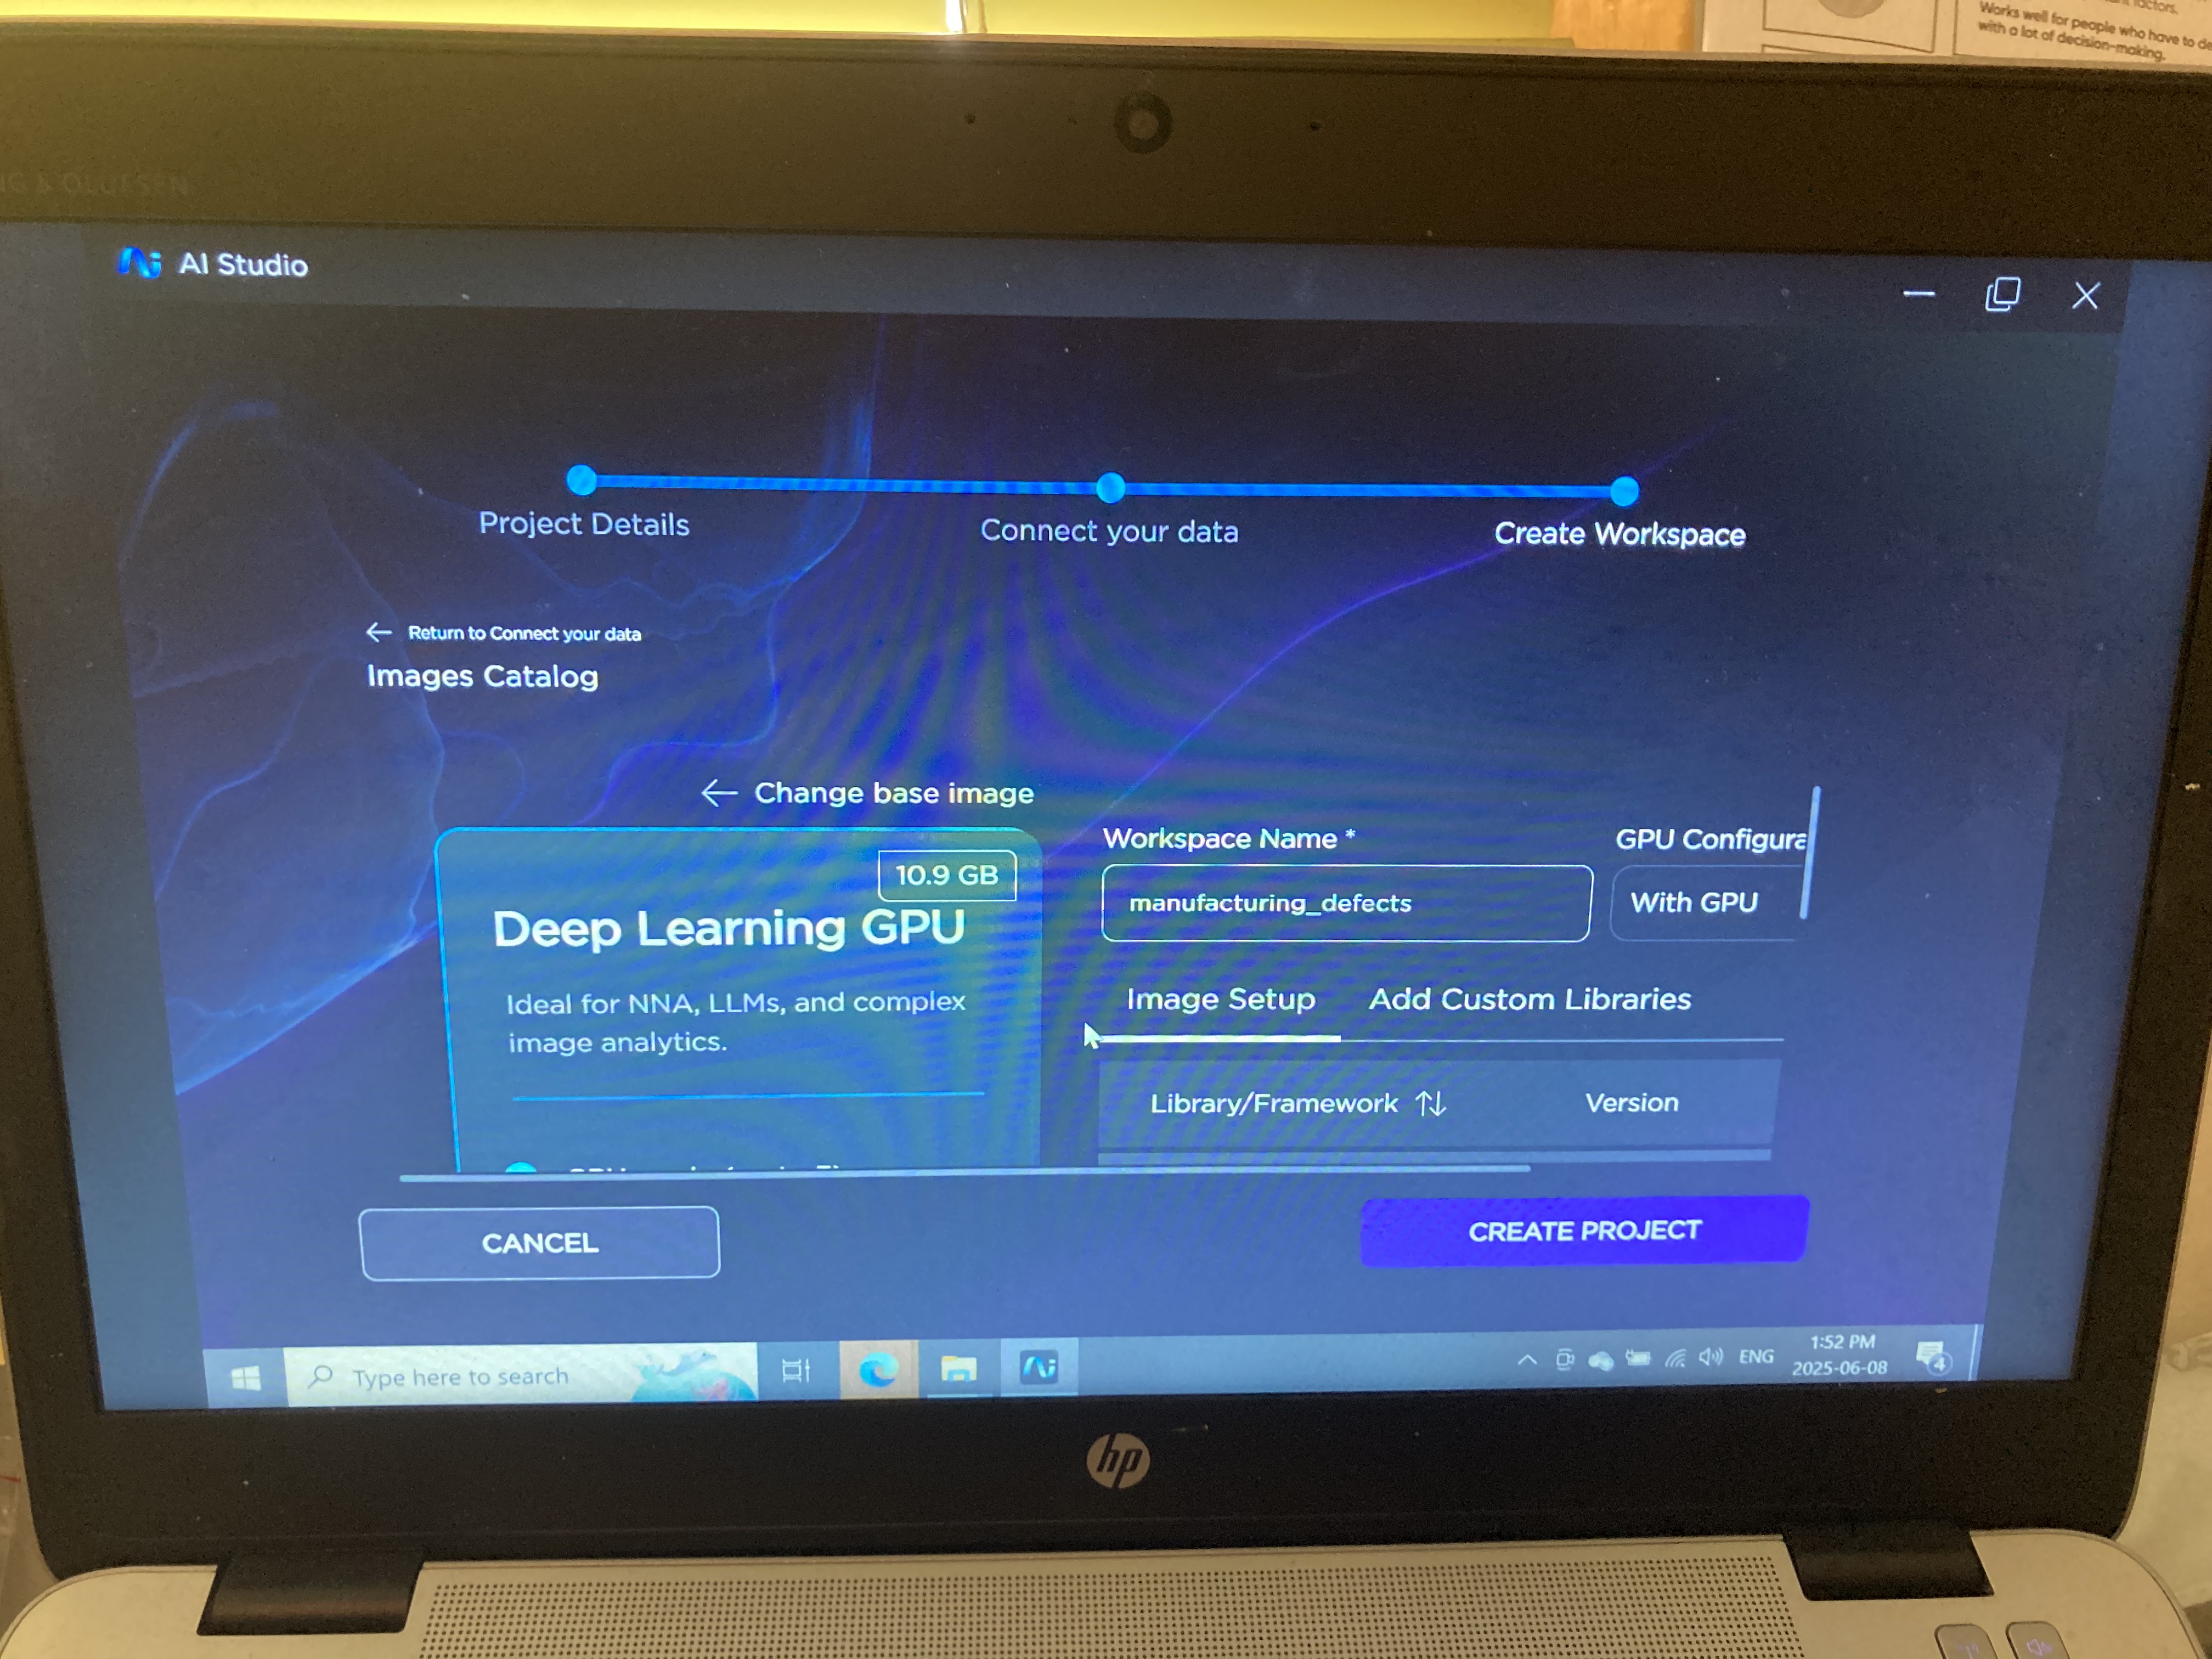 factors.
Works well for people who have to de
with a lot of decision-making.
G & OLUFSEN
AI Studio
Project Details
Connect your data
Create Workspace
← Return to Connect your data
Images Catalog
← Change base image
10.9 GB
Deep Learning GPU
Ideal for NNA, LLMs, and complex
image analytics.
Workspace Name *
manufacturing_defects
GPU Configura
With GPU
Image Setup
Add Custom Libraries
Library/Framework
Version
CANCEL
CREATE PROJECT
Type here to search
ENG
1:52 PM
2025-06-08
4
hp